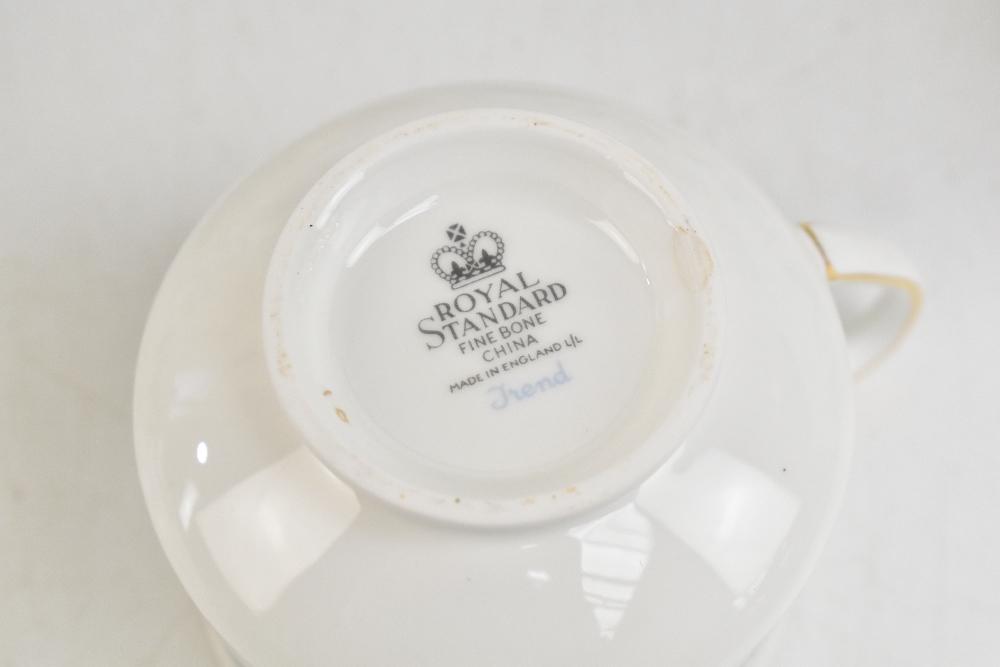 ROYAL
STANDARD
FINE BONE
CHINA
MADE IN ENGLAND L/L
Trend